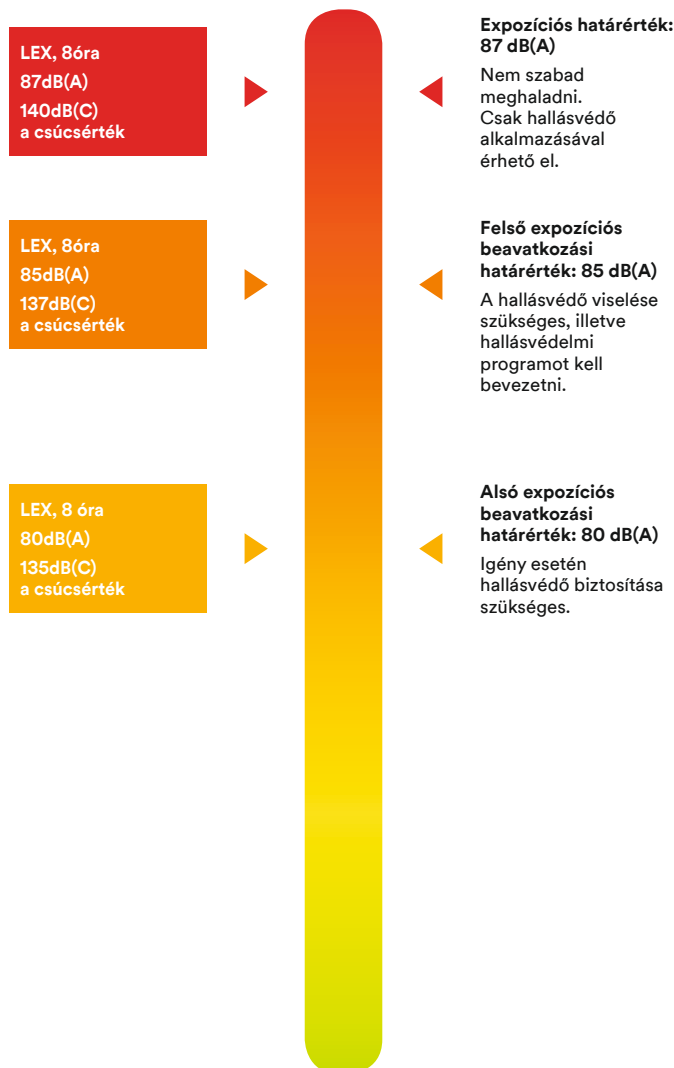 LEX, 8óra
87dB(A)
140dB(C)
a csúcsérték
Expozíciós határérték:
87 dB(A)
Nem szabad
meghaladni.
Csak hallásvédő
alkalmazásával
érhető el.
LEX, 8óra
85dB(A)
137dB(C)
a csúcsérték
Felső expozíciós
beavatkozási
határérték: 85 dB(A)
A hallásvédő viselése
szükséges, illetve
hallásvédelmi
programot kell
bevezetni.
LEX, 8 óra
80dB(A)
135dB(C)
a csúcsérték
Alsó expozíciós
beavatkozási
határérték: 80 dB(A)
Igény esetén
hallásvédő biztosítása
szükséges.